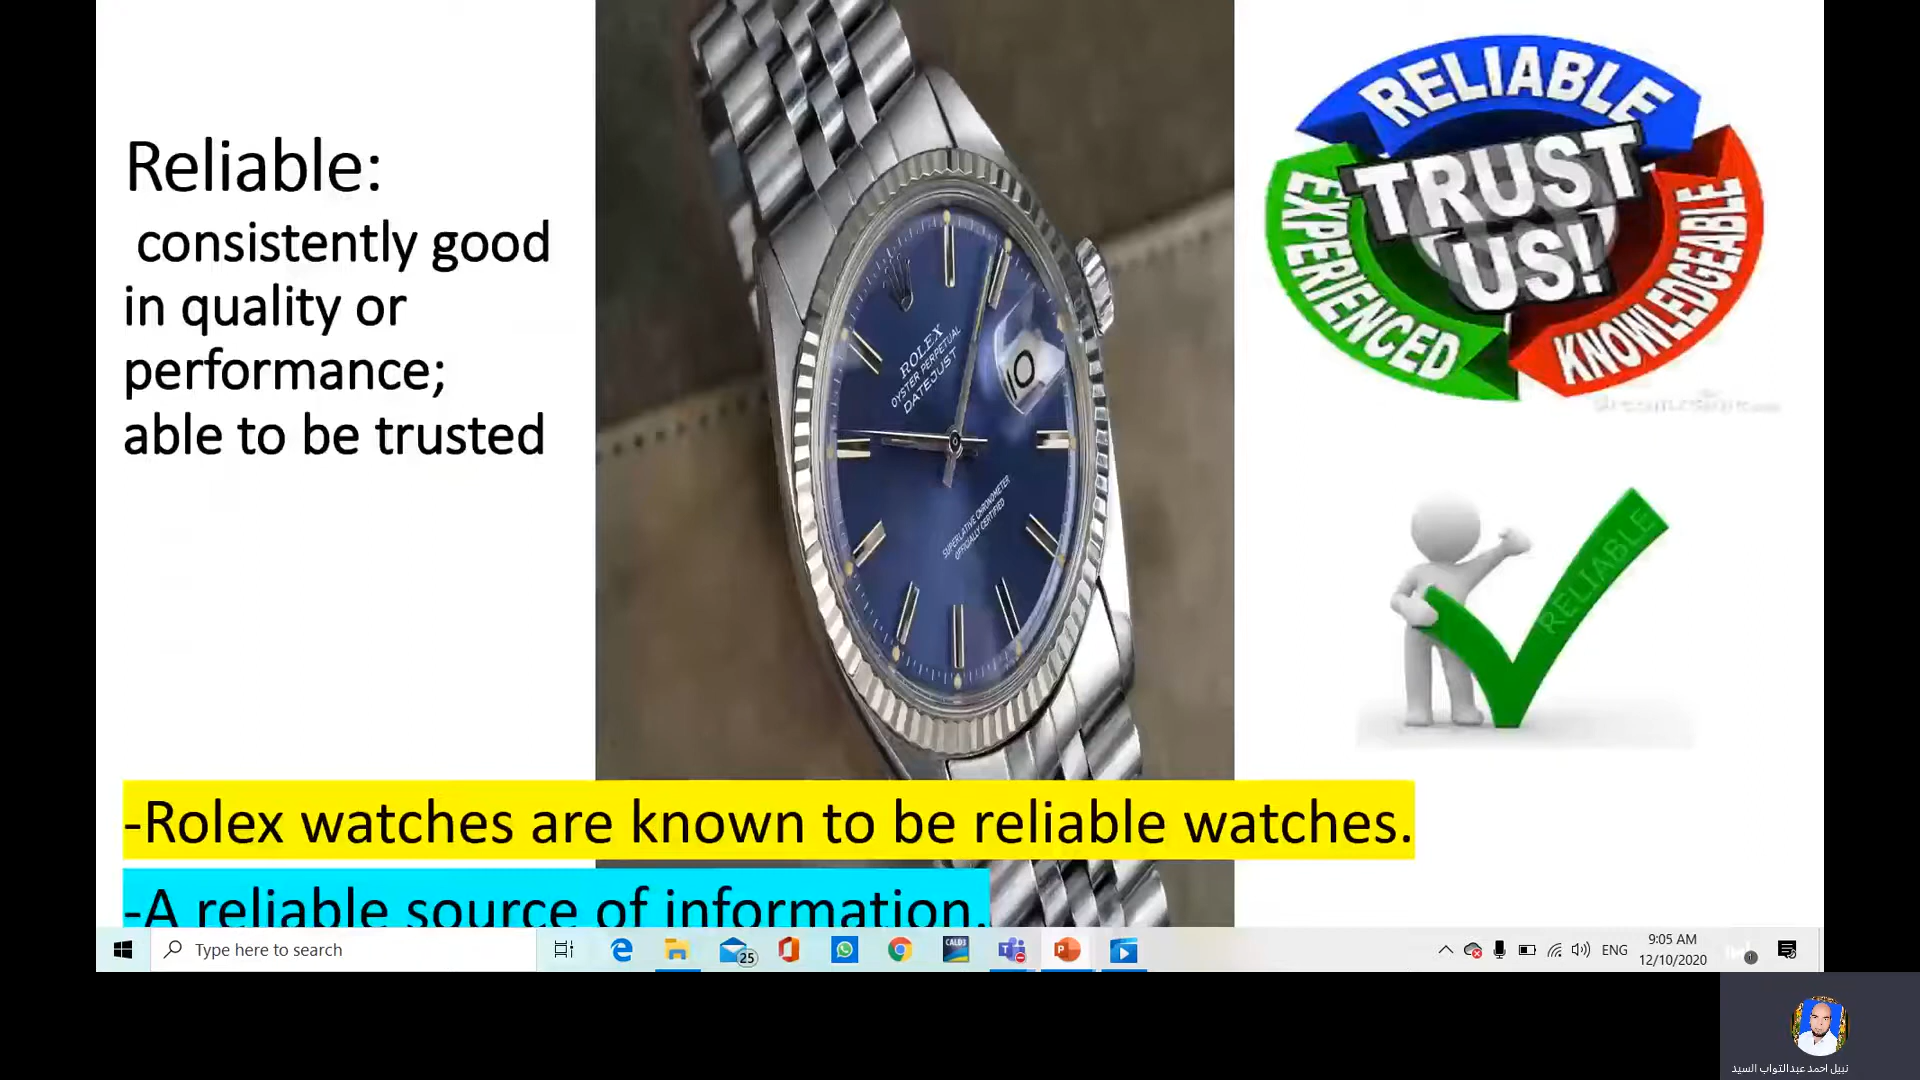 Reliable:
consistently good
in quality or
performance;
able to be trusted
ROLEX
OYSTER PERPETUAL
DATEJUST
10
SUPERLATIVE CHRONOMETER
OFFICIALLY CERTIFIED
RELIABLE
TRUST
US!
EXPERIENCED
KNOWLEDGEABLE
RELIABLE
-Rolex watches are known to be reliable watches.
-A reliable source of information.
Type here to search
25
ENG
9:05 AM
12/10/2020
نبيل احمد عبدالتواب السيد